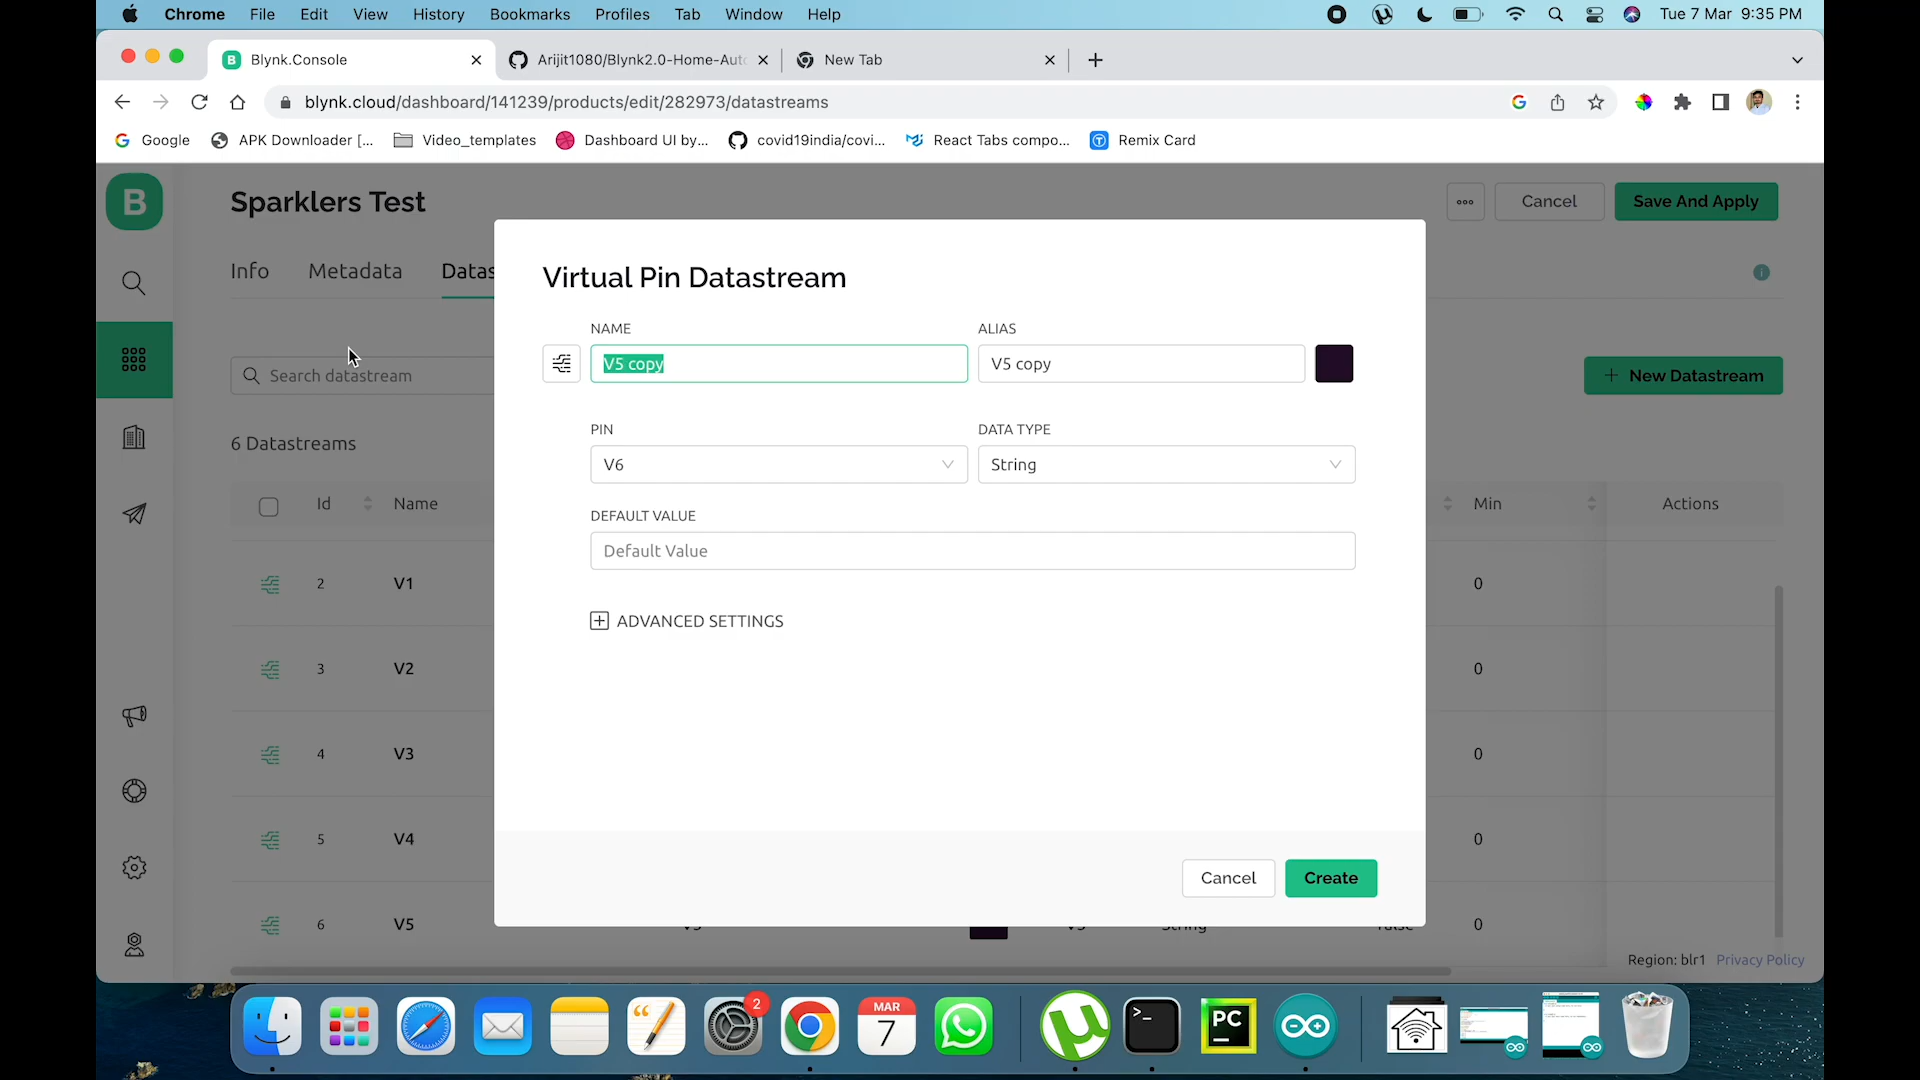 Chrome File Edit View History Bookmarks Profiles Tab Window Help Tue 7 Mar 9:35 PM
Blynk.Console Arijit1080/Blynk2.0-Home-Auto New Tab
blynk.cloud/dashboard/141239/products/edit/282973/datastreams
Google APK Downloader [... Video_templates Dashboard UI by... covid19india/covi... React Tabs compo... Remix Card
B Sparklers Test Cancel Save And Apply
Info Metadata Datas
Virtual Pin Datastream
NAME ALIAS
V5 copy V5 copy
Search datastream + New Datastream
PIN DATA TYPE
6 Datastreams
V6 String
Id Name Min Actions
DEFAULT VALUE
Default Value
2 V1 0
ADVANCED SETTINGS
3 V2 0
4 V3 0
5 V4 0
Cancel Create
6 V5 V5 String False 0
Region: blr1 Privacy Policy
2
MAR
7
PC